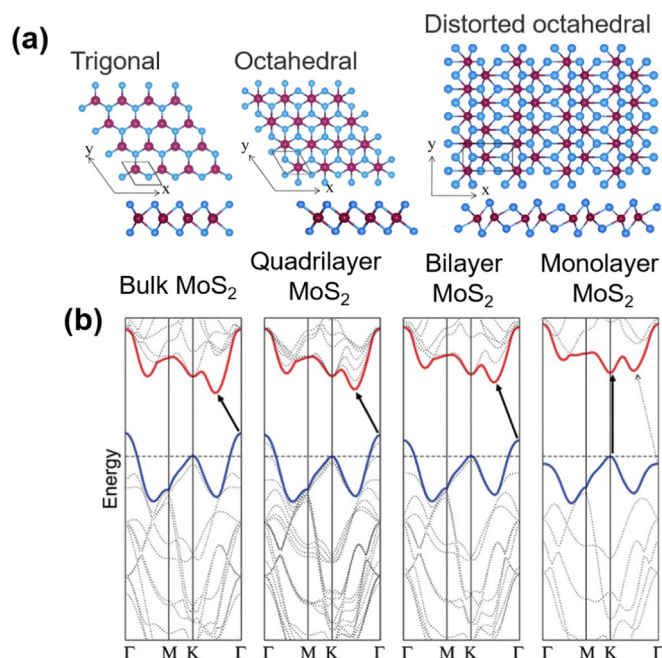 (a)
Trigonal
Octahedral
Distorted octahedral
y
x
y
x
y
x
Bulk MoS₂
Quadrilayer
MoS₂
Bilayer
MoS₂
Monolayer
MoS₂
(b)
Energy
Γ M K Γ
Γ M K Γ
Γ M K Γ
Γ M K Γ